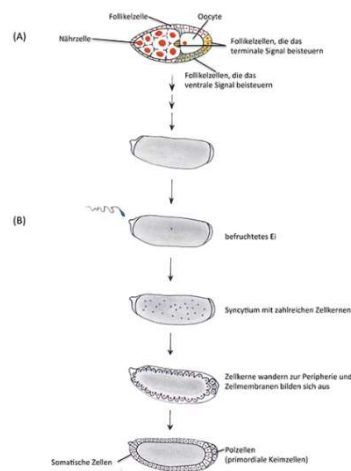 (A)
Follikelzelle
Oocyte
Nährzelle
Follikelzellen, die das
terminale Signal beisteuern
Follikelzellen, die das
ventrale Signal beisteuern
(B)
befruchtetes Ei
Syncytium mit zahlreichen Zellkernen
Zellkerne wandern zur Peripherie und
Zellmembranen bilden sich aus
Somatische Zellen
Polzellen
(primordiale Keimzellen)